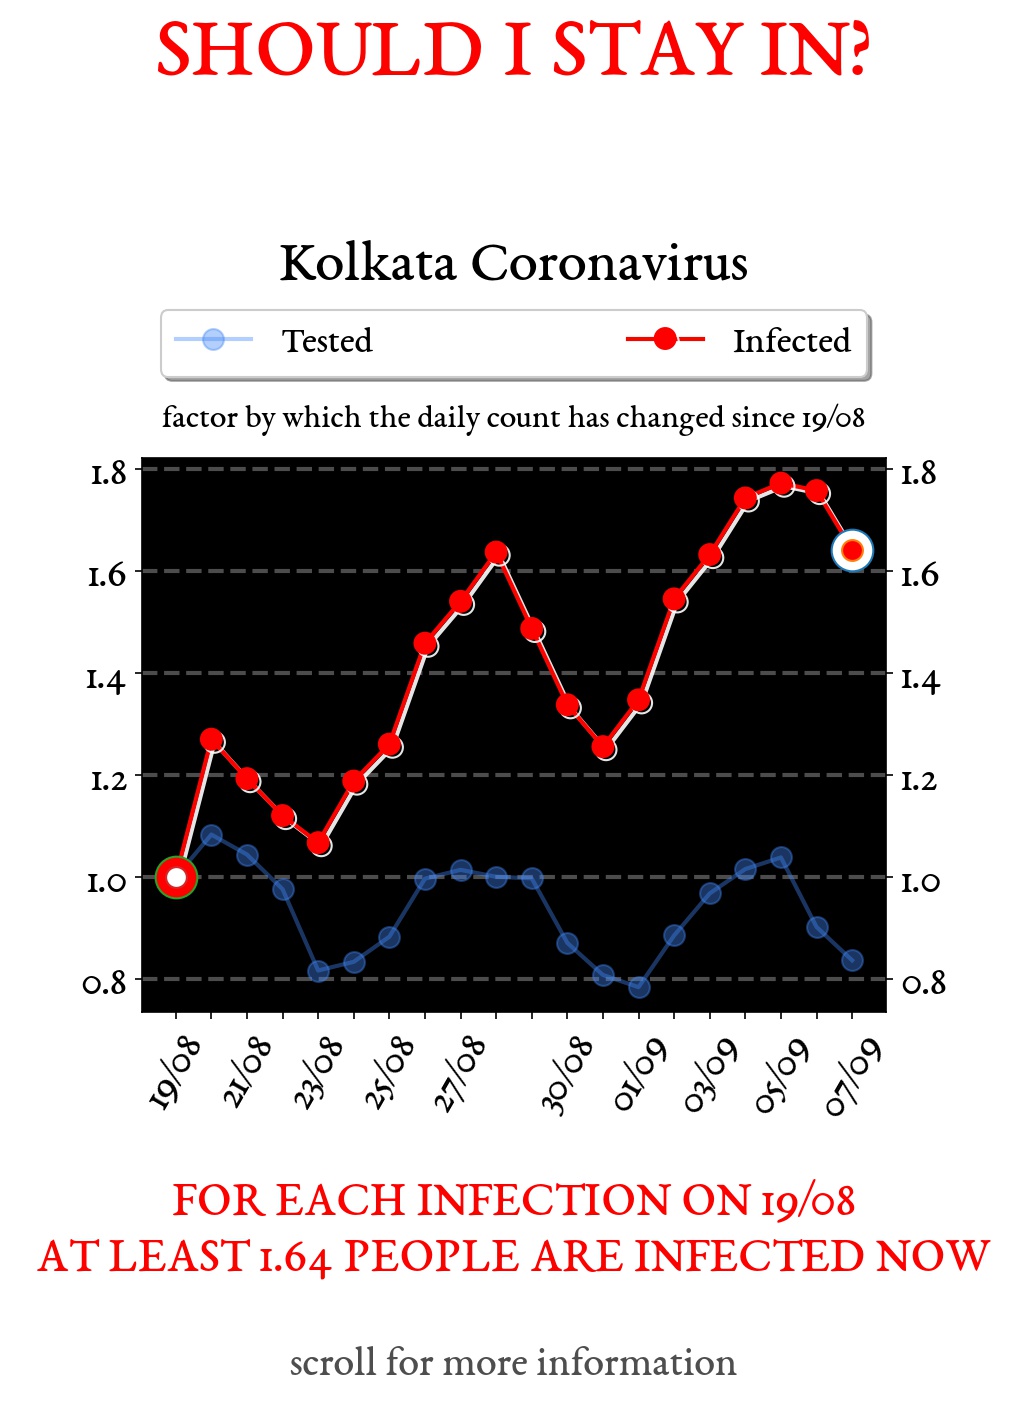 SHOULD I STAY IN?
Kolkata Coronavirus
Tested Infected
factor by which the daily count has changed since 19/08
1.8 1.8
1.6 1.6
1.4 1.4
1.2 1.2
1.0 1.0
0.8 0.8
19/08 21/08 23/08 25/08 27/08 30/08 01/09 03/09 05/09 07/09
FOR EACH INFECTION ON 19/08
AT LEAST 1.64 PEOPLE ARE INFECTED NOW
scroll for more information